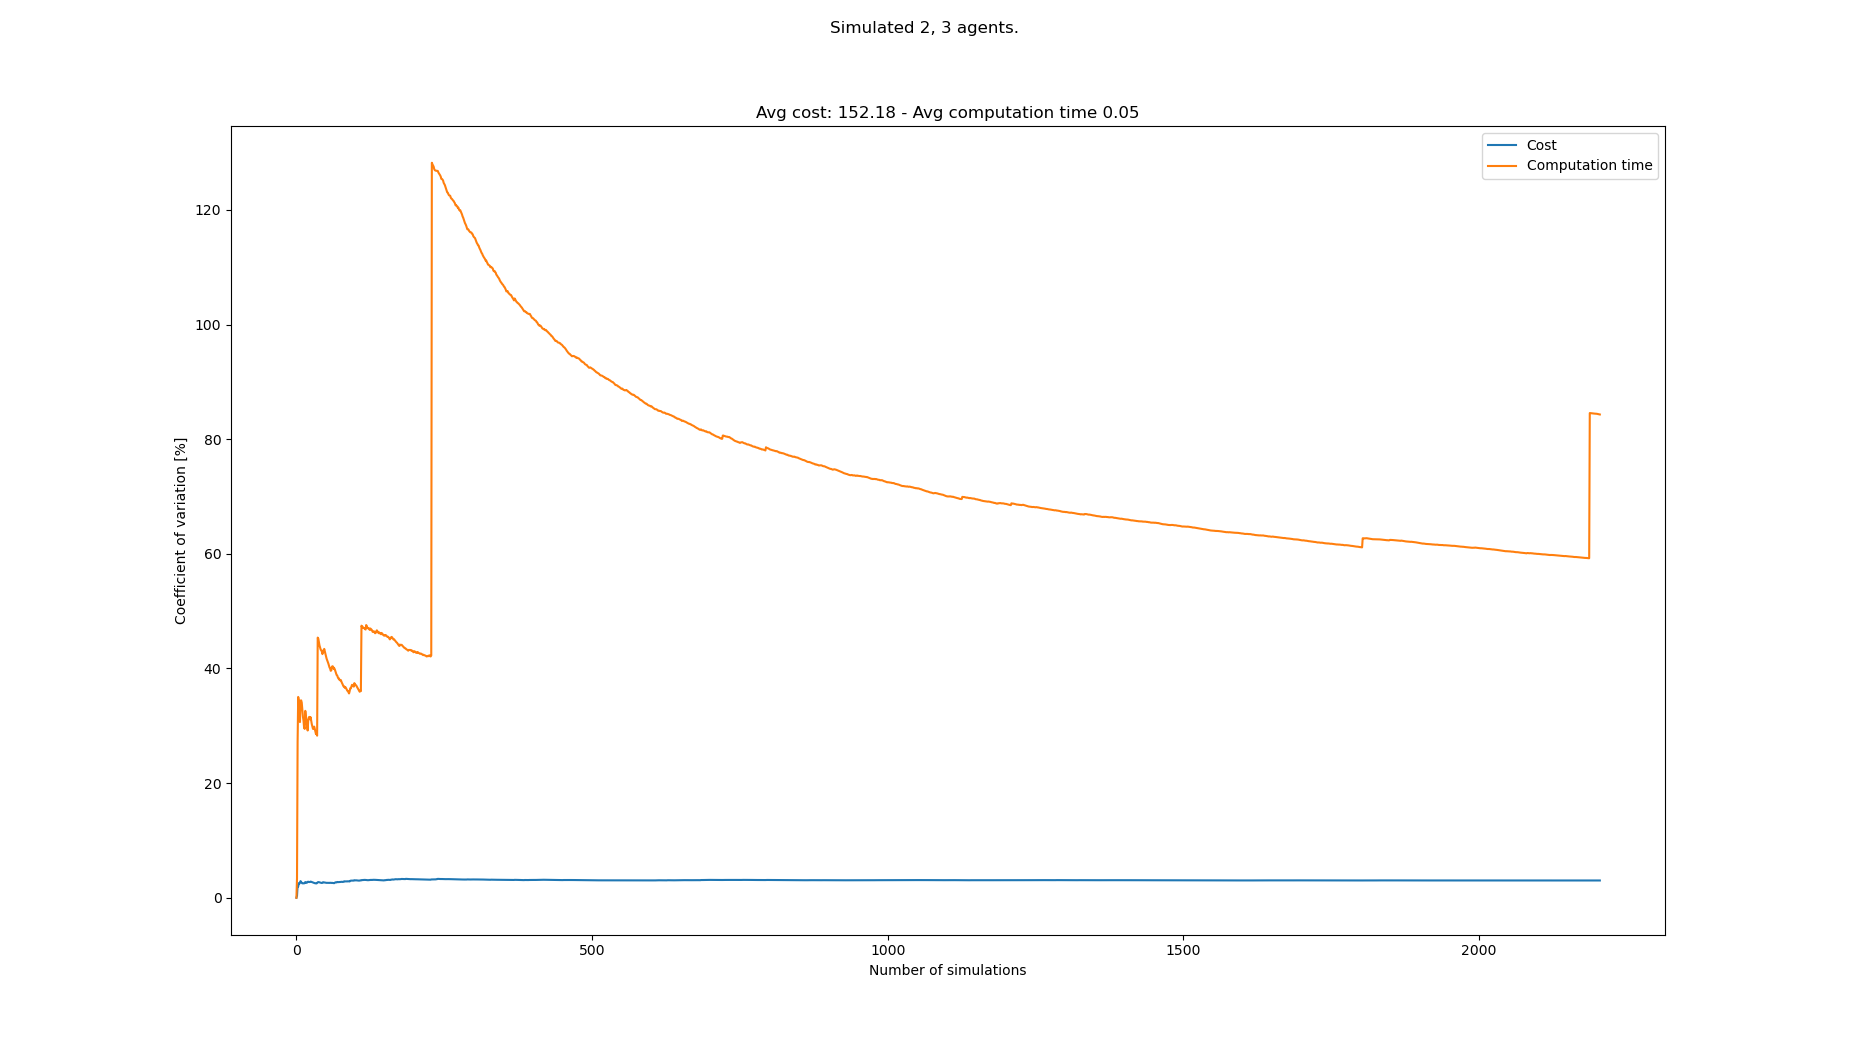 Simulated 2, 3 agents.
Avg cost: 152.18 - Avg computation time 0.05
Cost
Computation time
120
100
80
60
40
20
0
Coefficient of variation [%]
0 500 1000 1500 2000
Number of simulations